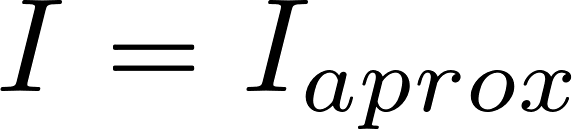 I = I_{aprox}